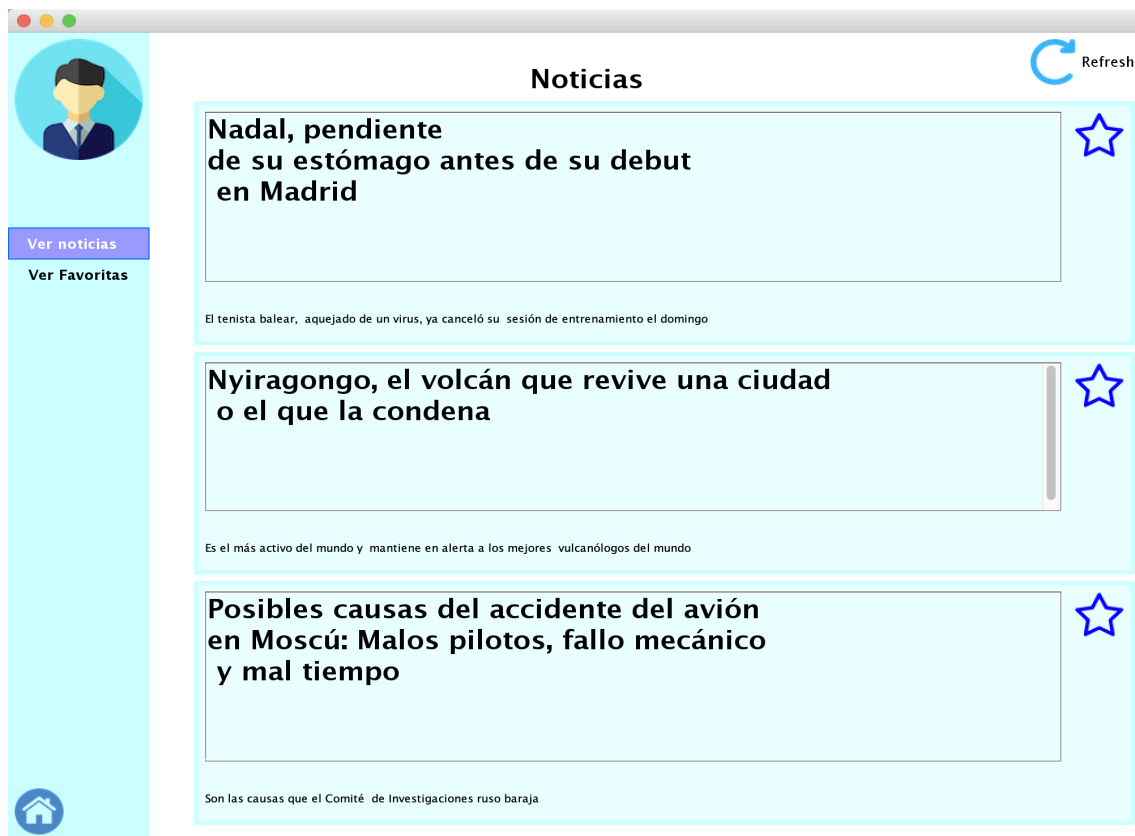 Refresh
Noticias
Ver noticias
Ver Favoritas
Nadal, pendiente
de su estómago antes de su debut
en Madrid
El tenista balear, aquejado de un virus, ya canceló su sesión de entrenamiento el domingo
Nyiragongo, el volcán que revive una ciudad
o el que la condena
Es el más activo del mundo y mantiene en alerta a los mejores vulcanólogos del mundo
Posibles causas del accidente del avión
en Moscú: Malos pilotos, fallo mecánico
y mal tiempo
Son las causas que el Comité de Investigaciones ruso baraja